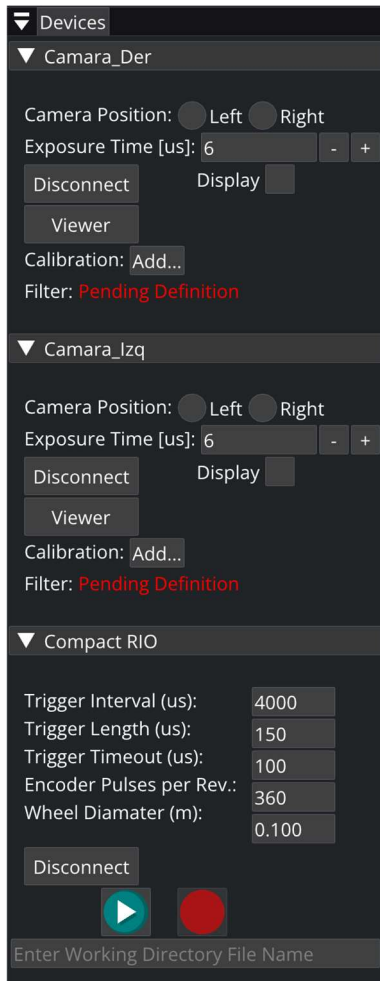 Devices
Camara_Der
Camera Position: Left Right
Exposure Time [us]: 6 - +
Disconnect Display
Viewer
Calibration: Add...
Filter: Pending Definition
Camara_Izq
Camera Position: Left Right
Exposure Time [us]: 6 - +
Disconnect Display
Viewer
Calibration: Add...
Filter: Pending Definition
Compact RIO
Trigger Interval (us): 4000
Trigger Length (us): 150
Trigger Timeout (us): 100
Encoder Pulses per Rev.: 360
Wheel Diamater (m): 0.100
Disconnect
Enter Working Directory File Name